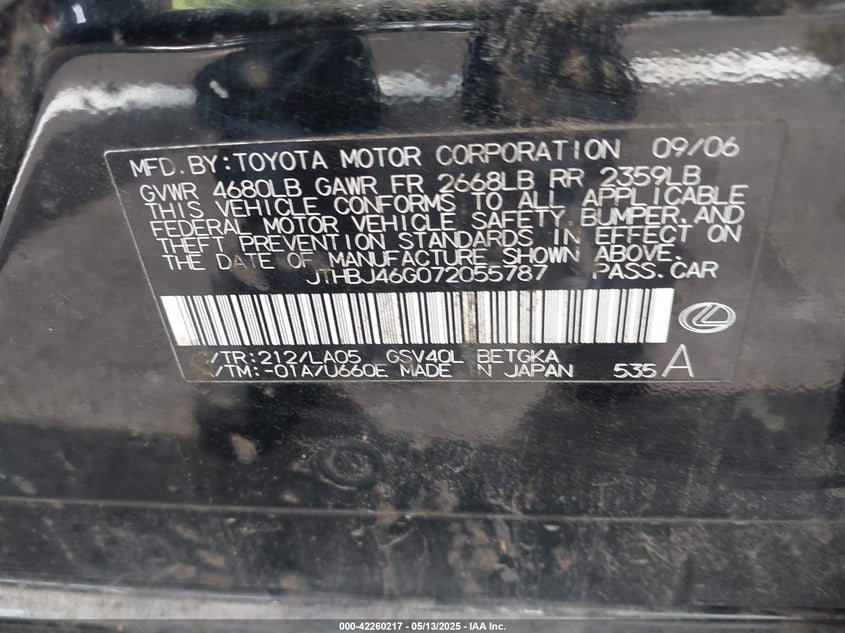 MFD.BY:TOYOTA MOTOR CORPORATION 09/06
GVWR 4680LB GAWR FR 2668LB RR 2359LB
THIS VEHICLE CONFORMS TO ALL APPLICABLE
FEDERAL MOTOR VEHICLE SAFETY, BUMPER, AND
THEFT PREVENTION STANDARDS IN EFFECT ON
THE DATE OF MANUFACTURE SHOWN ABOVE.
JTHBJ46G072055787 PASS.CAR
/TR:212/LA05 GSV40L BETGKA
/TM:-01A/U660E MADE IN JAPAN 535 A
000-42260217 - 05/13/2025 - IAA Inc.